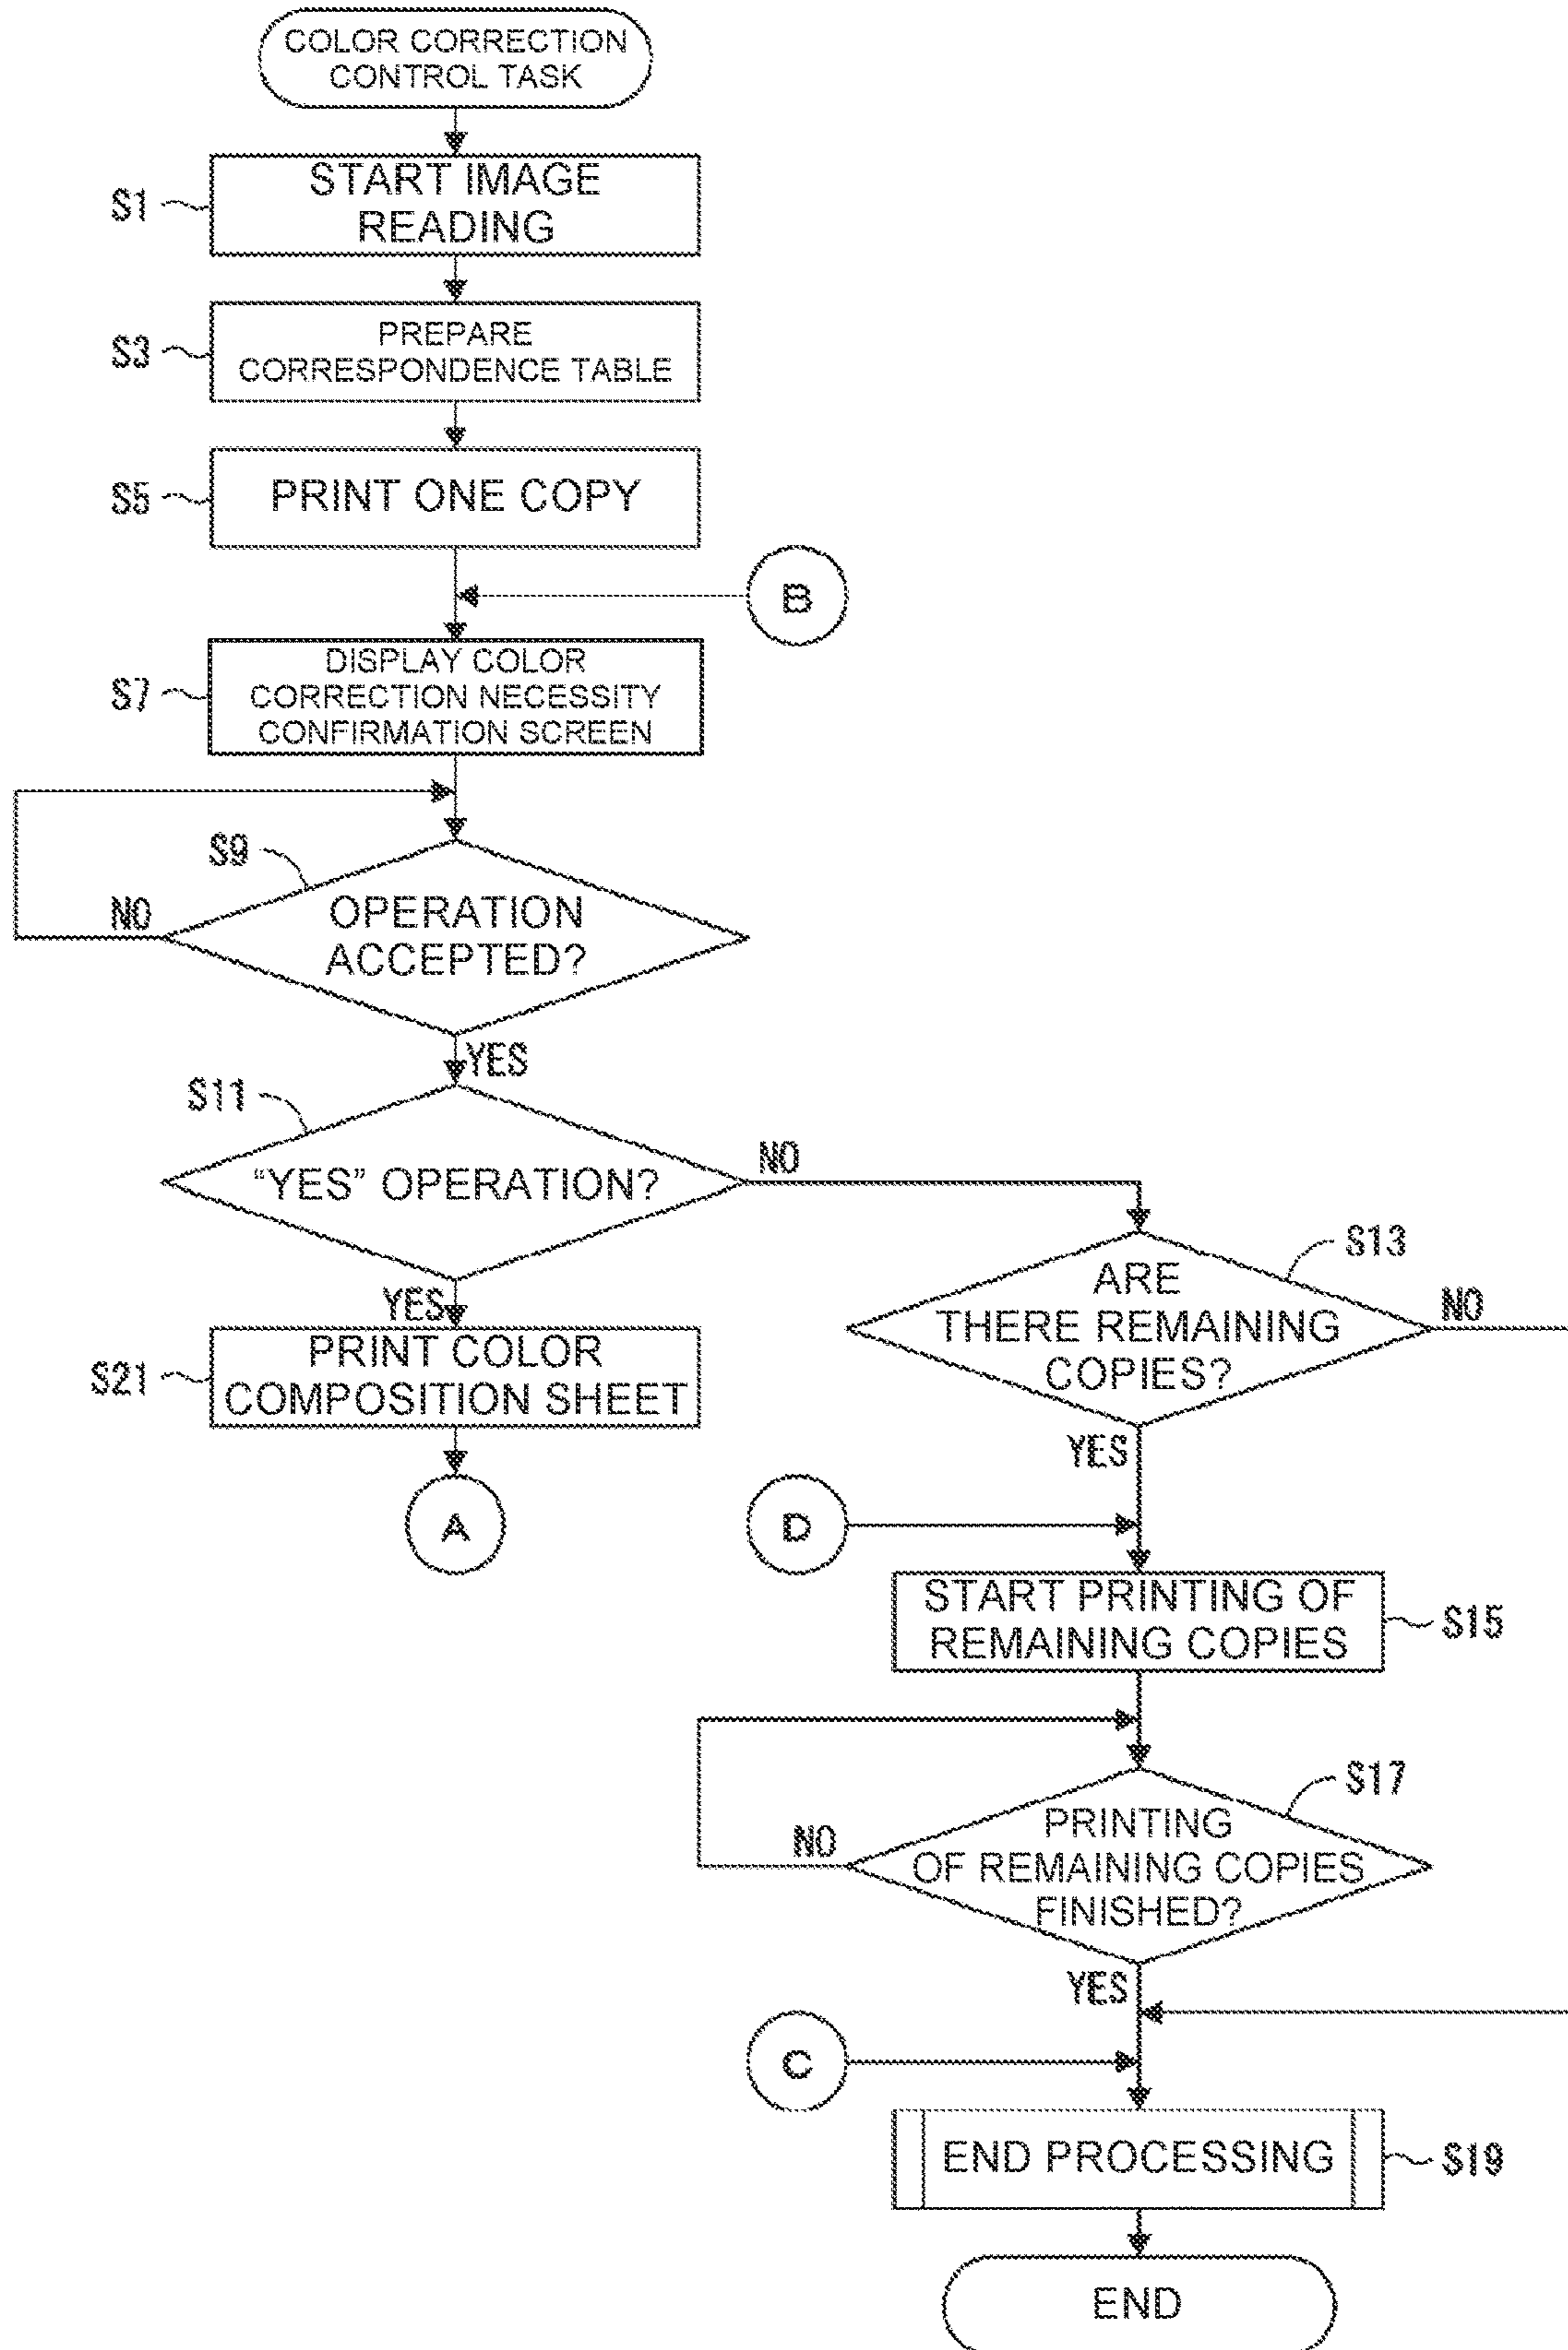 COLOR CORRECTION
CONTROL TASK
S1
START IMAGE
READING
S3
PREPARE
CORRESPONDENCE TABLE
S5
PRINT ONE COPY
B
S7
DISPLAY COLOR
CORRECTION NECESSITY
CONFIRMATION SCREEN
S9
NO
OPERATION
ACCEPTED?
YES
S11
"YES" OPERATION?
NO
YES
S13
ARE
THERE REMAINING
COPIES?
NO
YES
S21
PRINT COLOR
COMPOSITION SHEET
A
D
START PRINTING OF
REMAINING COPIES
S15
S17
NO
PRINTING
OF REMAINING COPIES
FINISHED?
YES
C
END PROCESSING
S19
END